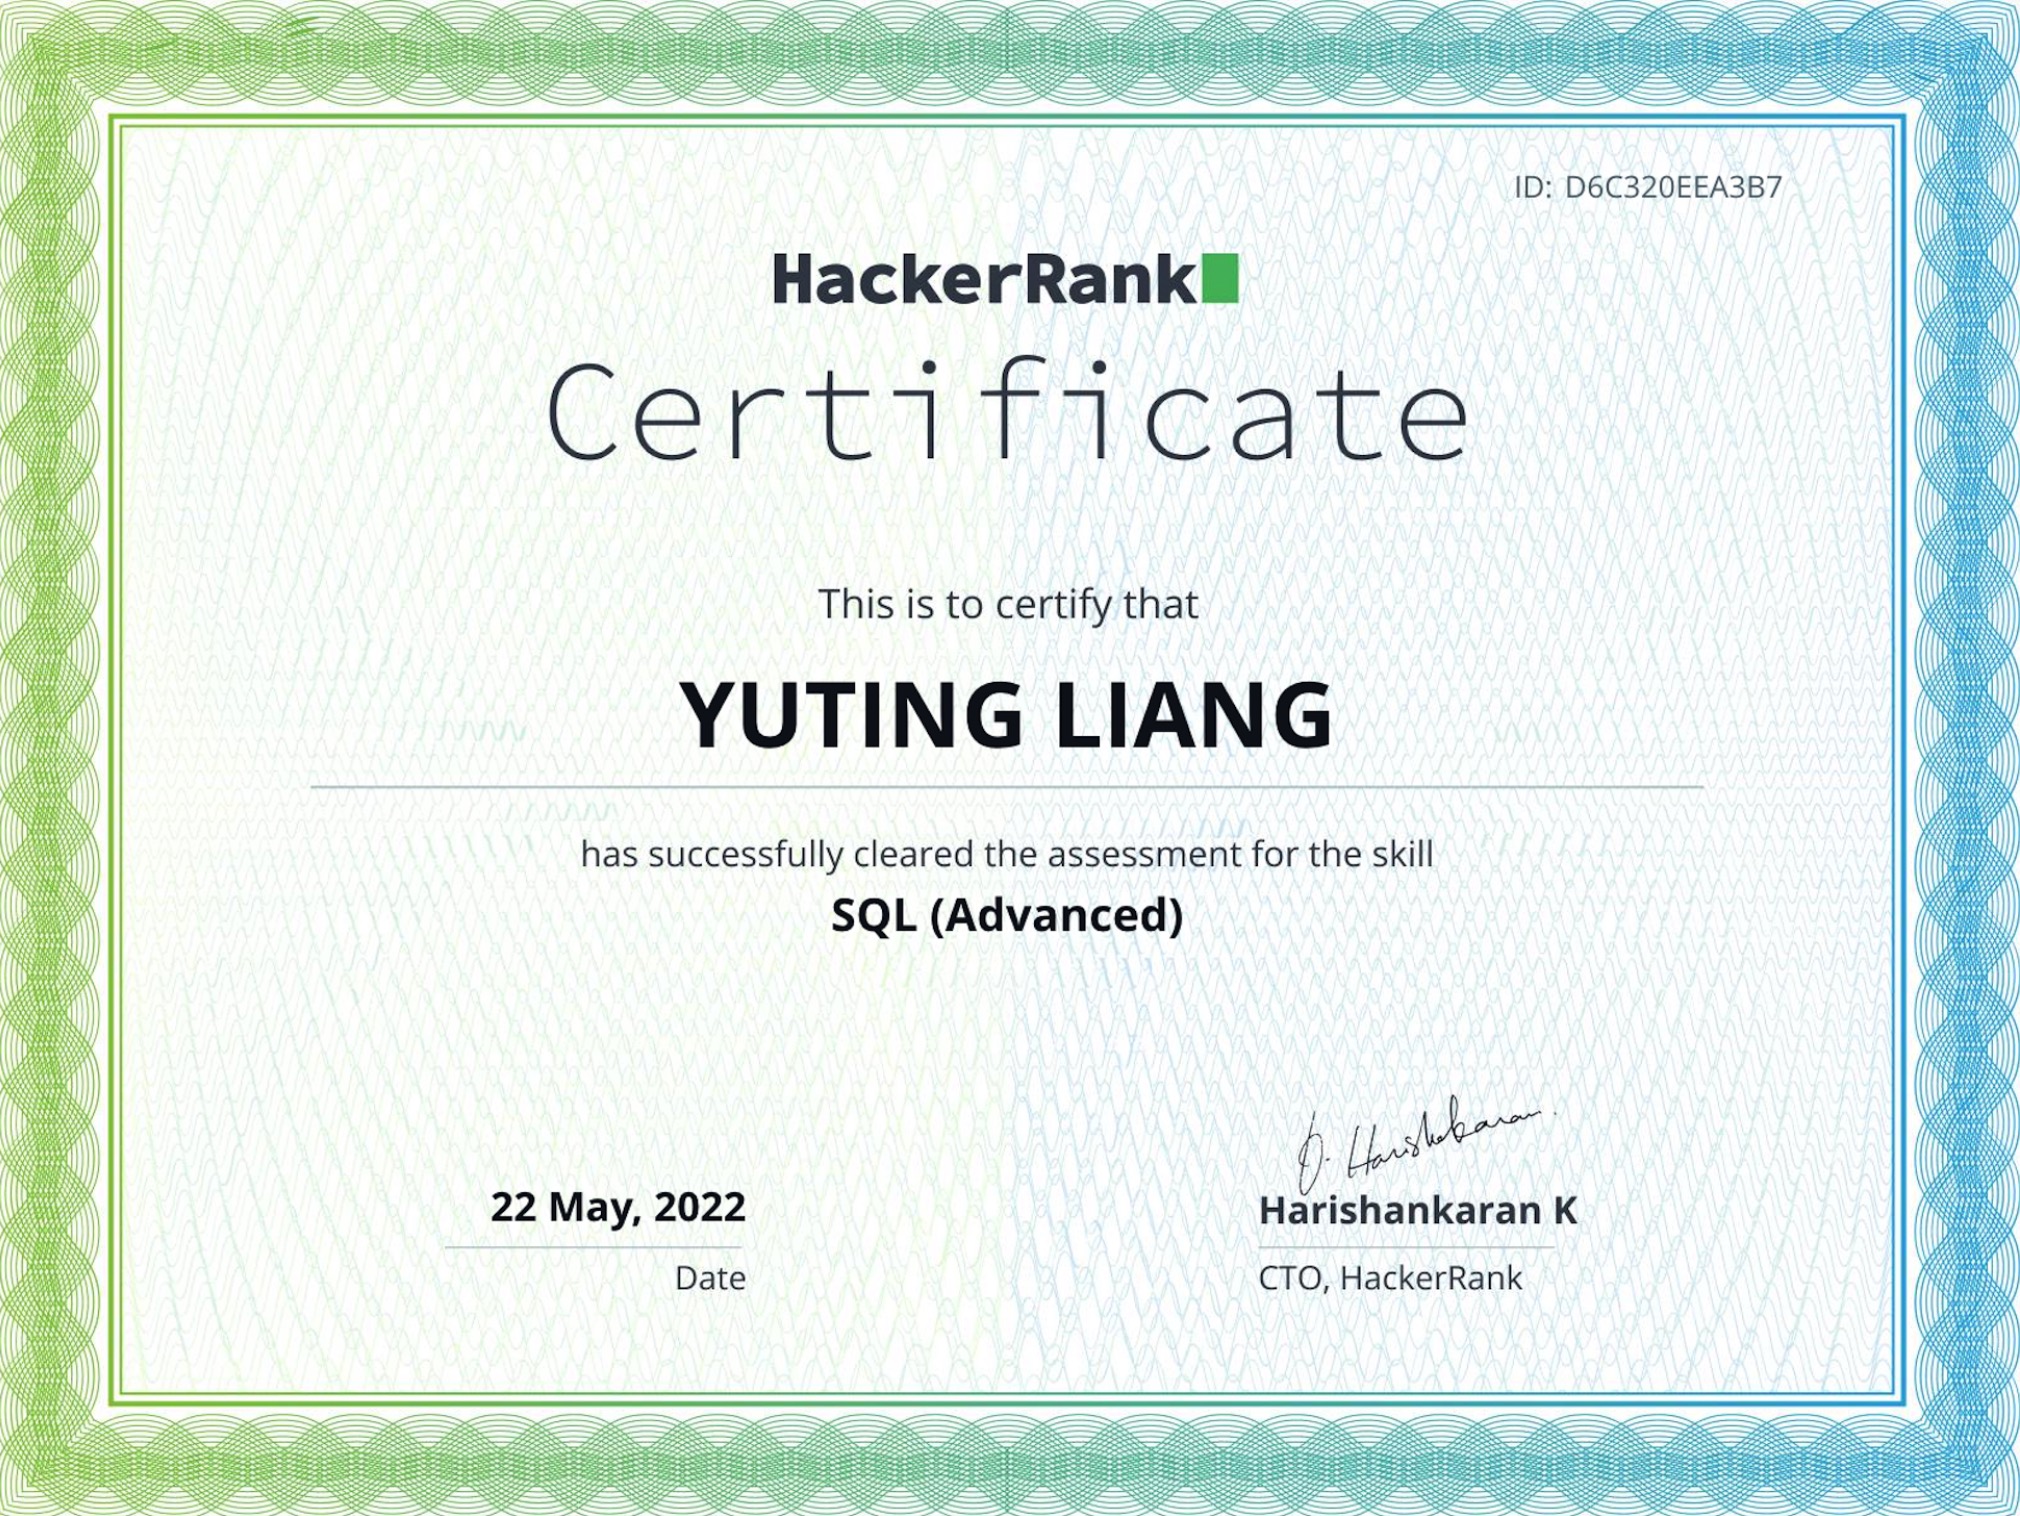 ID: D6C320EEA3B7
HackerRank
Certificate
This is to certify that
YUTING LIANG
has successfully cleared the assessment for the skill
SQL (Advanced)
D. Harishankaran
22 May, 2022
Harishankaran K
Date
CTO, HackerRank